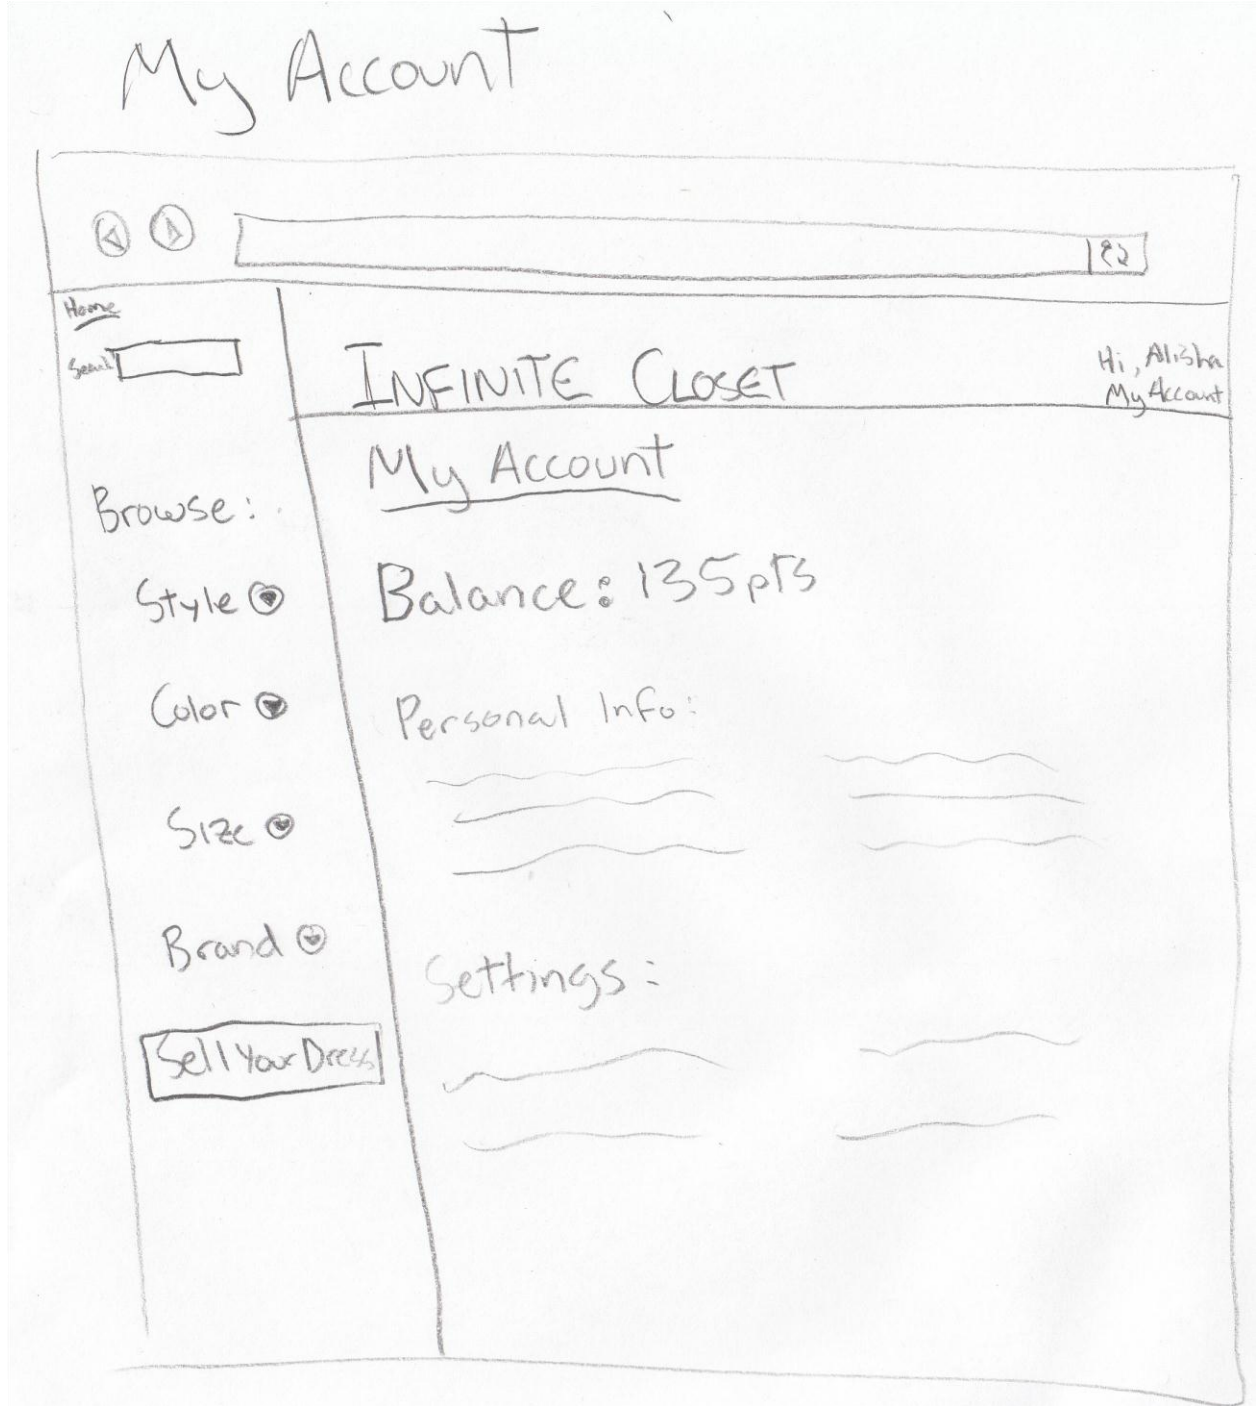 My Account
Home
Search
INFINITE CLOSET
Hi, Alisha
My Account
Browse:
Style
Color
Size
Brand
Sell Your Dress
My Account
Balance: 135pts
Personal Info:
Settings: